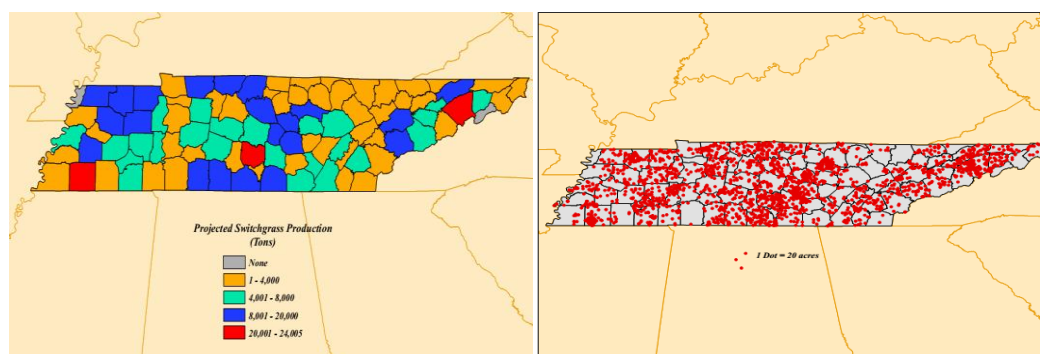 Projected Switchgrass Production
(Tons)
None
1 - 4,000
4,001 - 8,000
8,001 - 20,000
20,001 - 24,005
1 Dot = 20 acres